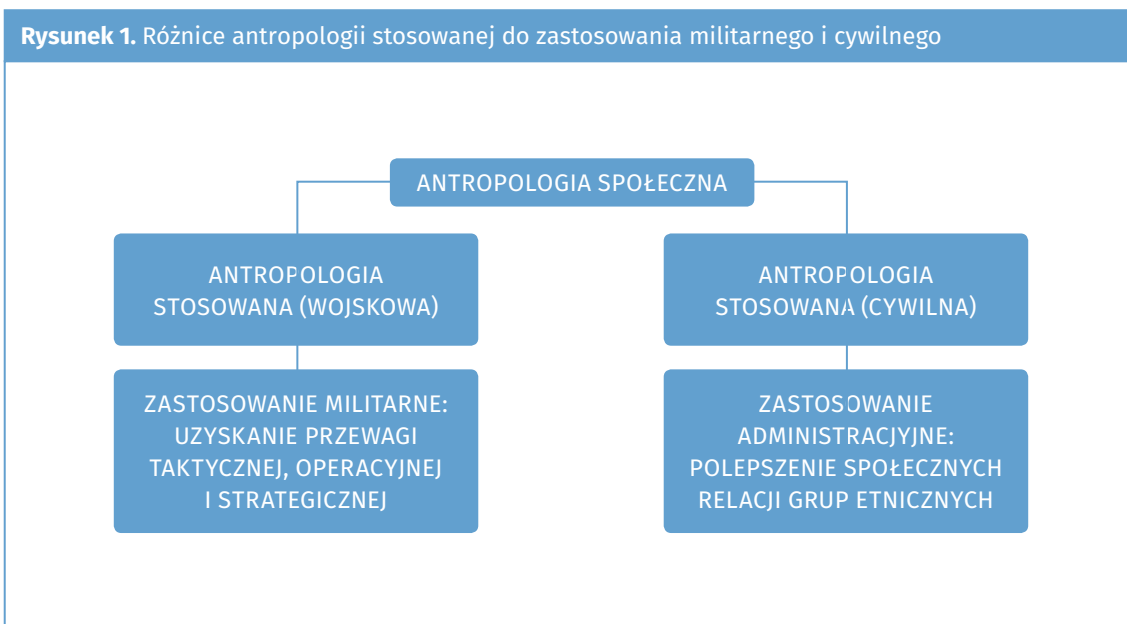 Rysunek 1. Różnice antropologii stosowanej do zastosowania militarnego i cywilnego
ANTROPOLOGIA SPOŁECZNA
ANTROPOLOGIA
STOSOWANA (WOJSKOWA)
ANTROPOLOGIA
STOSOWANA (CYWILNA)
ZASTOSOWANIE MILITARNE:
UZYSKANIE PRZEWAGI
TAKTYCZNEJ, OPERACYJNEJ
I STRATEGICZNEJ
ZASTOSOWANIE
ADMINISTRACYJNE:
POLEPSZENIE SPOŁECZNYCH
RELACJI GRUP ETNICZNYCH